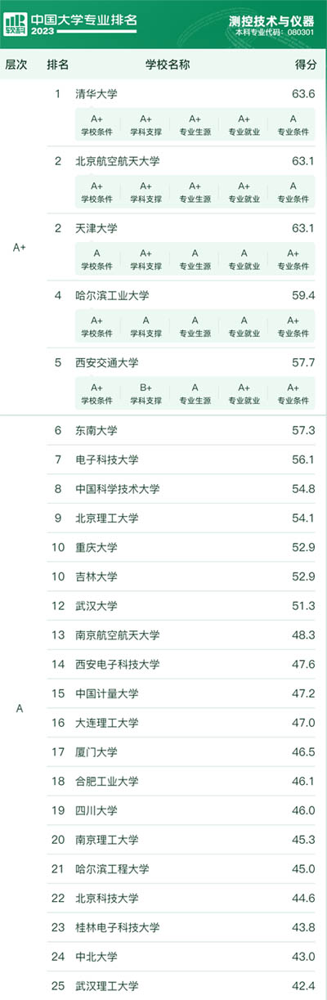 软科 中国大学专业排名
2023
测控技术与仪器
本科专业代码：080301
层次 排名 学校名称 得分
1 清华大学 63.6
A+ A+ A+ A+ A
学校条件 学科支撑 专业生源 专业就业 专业条件
2 北京航空航天大学 63.1
A+ A+ A+ A+ A
学校条件 学科支撑 专业生源 专业就业 专业条件
2 天津大学 63.1
A+
A A+ A A A+
学校条件 学科支撑 专业生源 专业就业 专业条件
4 哈尔滨工业大学 59.4
A+ A A A A+
学校条件 学科支撑 专业生源 专业就业 专业条件
5 西安交通大学 57.7
A+ B+ A A+ A+
学校条件 学科支撑 专业生源 专业就业 专业条件
6 东南大学 57.3
7 电子科技大学 56.1
8 中国科学技术大学 54.8
9 北京理工大学 54.1
10 重庆大学 52.9
10 吉林大学 52.9
12 武汉大学 51.3
13 南京航空航天大学 48.3
14 西安电子科技大学 47.6
15 中国计量大学 47.2
A
16 大连理工大学 47.0
17 厦门大学 46.5
18 合肥工业大学 46.1
19 四川大学 46.0
20 南京理工大学 45.3
21 哈尔滨工程大学 45.0
22 北京科技大学 44.6
23 桂林电子科技大学 43.8
24 中北大学 43.0
25 武汉理工大学 42.4